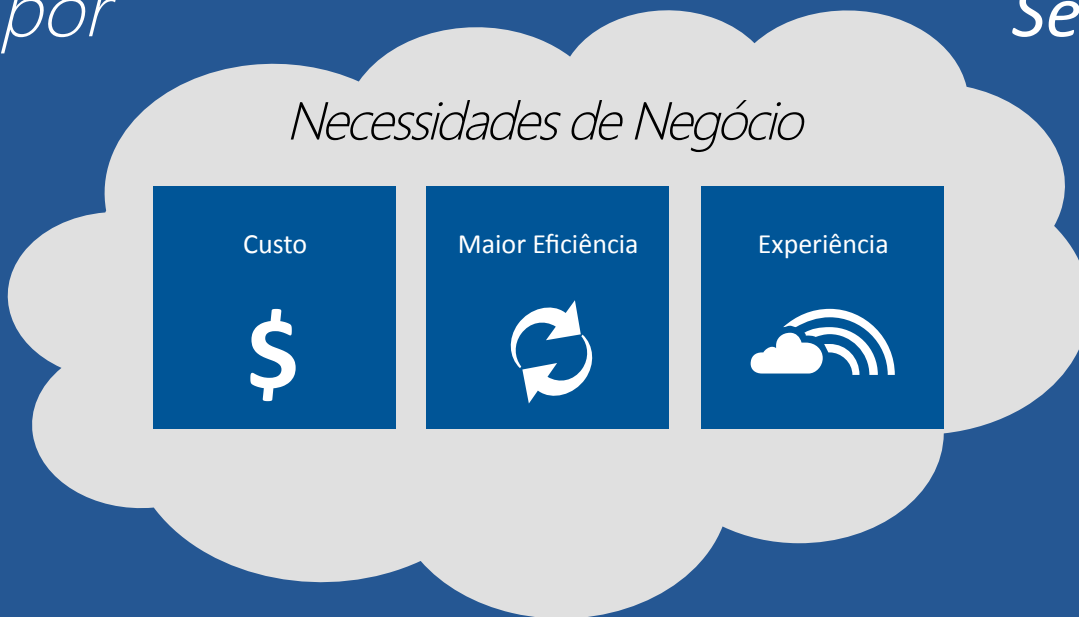 por
Se
Necessidades de Negócio
Custo
Maior Eficiência
Experiência
$